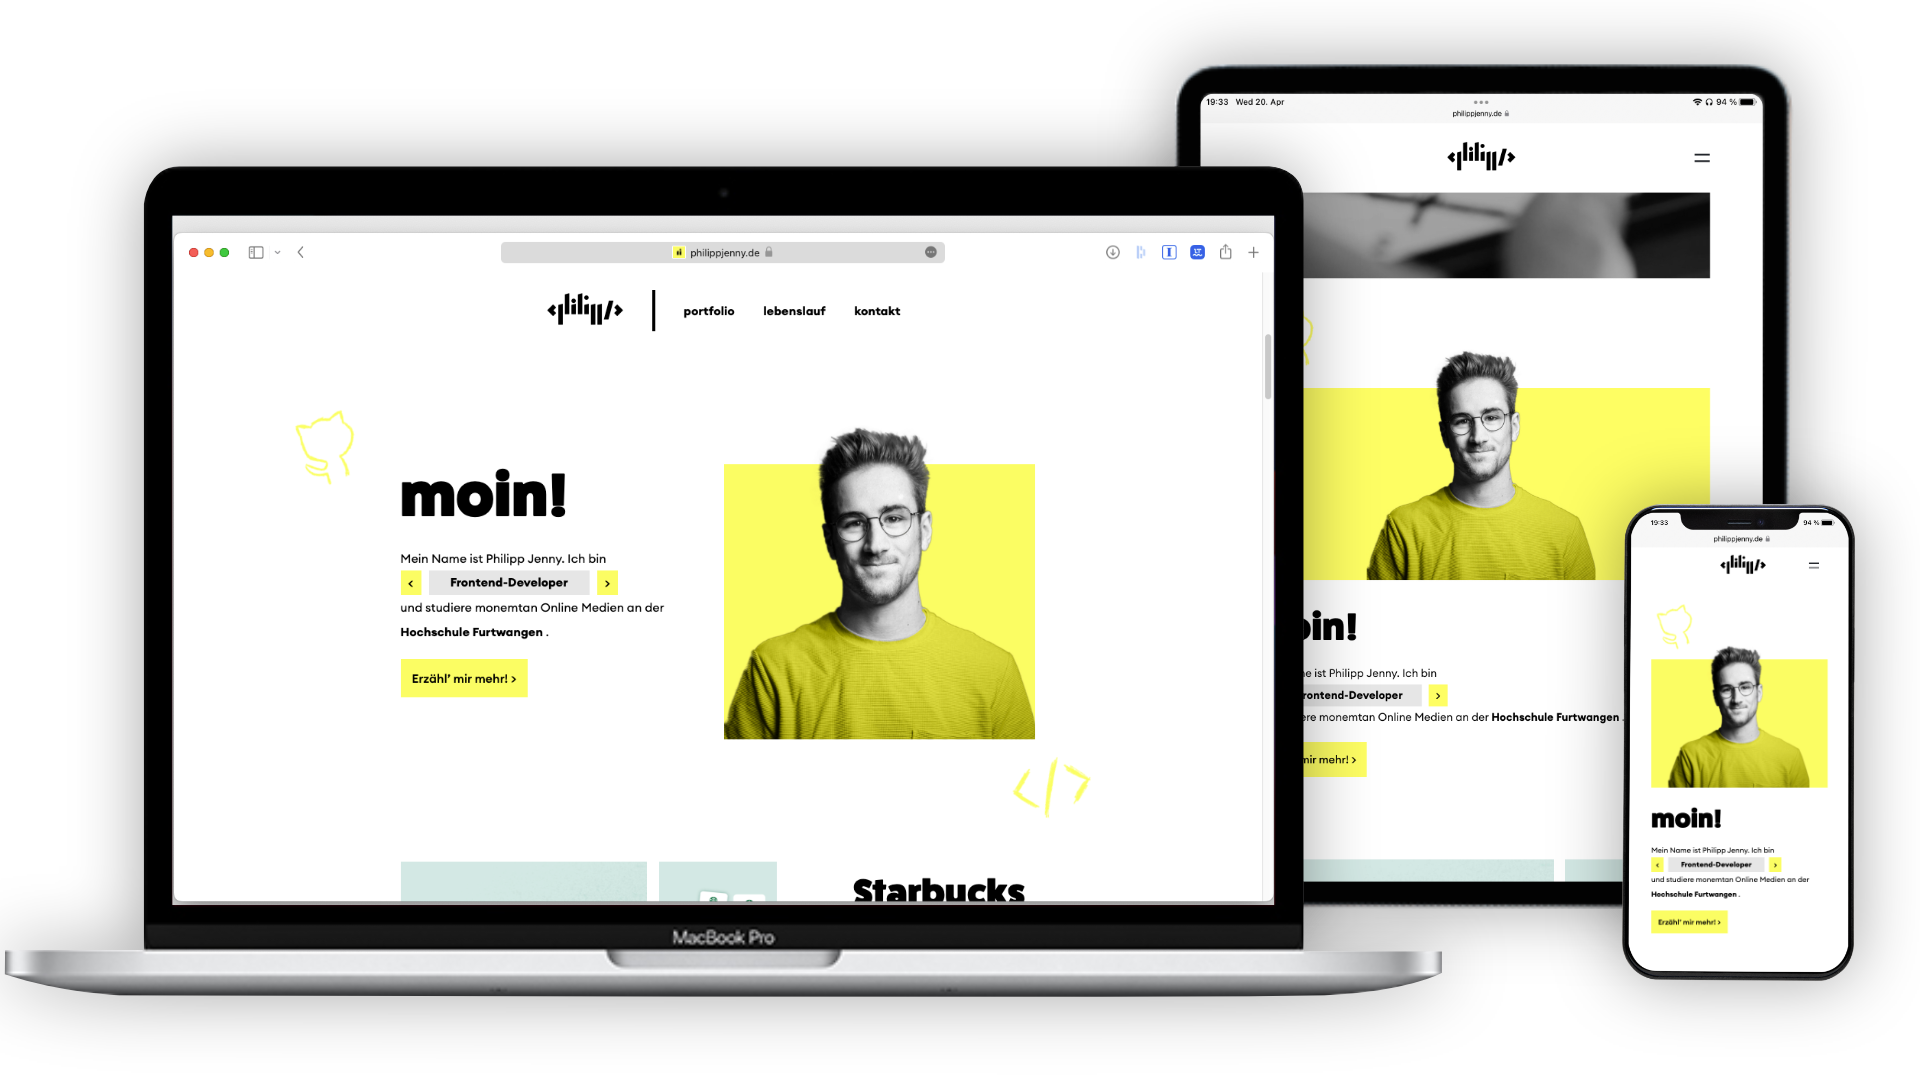 philippjenny.de
portfolio lebenslauf kontakt
moin!
Mein Name ist Philipp Jenny. Ich bin
< Frontend-Developer >
und studiere monemtan Online Medien an der
Hochschule Furtwangen .
Erzähl’ mir mehr! >
Starbucks
MacBook Pro
19:33 Wed 20. Apr 94 %
philippjenny.de
oin!
e ist Philipp Jenny. Ich bin
rontend-Developer >
ere monemtan Online Medien an der Hochschule Furtwangen .
mir mehr! >
19:33 94 %
philippjenny.de
moin!
Mein Name ist Philipp Jenny. Ich bin
< Frontend-Developer >
und studiere monemtan Online Medien an der
Hochschule Furtwangen .
Erzähl’ mir mehr! >